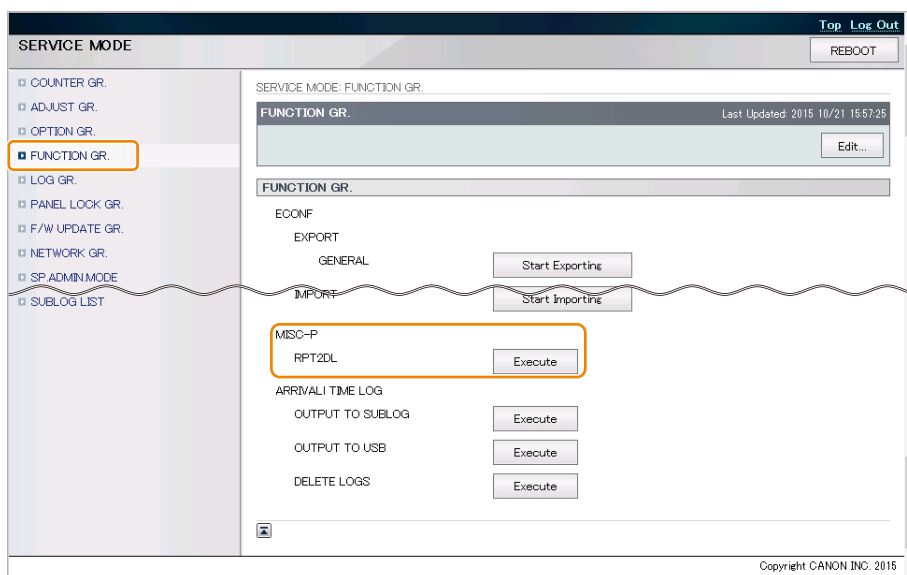 Top Log Out
SERVICE MODE
REBOOT
COUNTER GR.
ADJUST GR.
OPTION GR.
FUNCTION GR.
LOG GR.
PANEL LOCK GR.
F/W UPDATE GR.
NETWORK GR.
SP.ADMIN.MODE
SUBLOG LIST
SERVICE MODE: FUNCTION GR.
FUNCTION GR. Last Updated: 2015 10/21 15:57:25
Edit...
FUNCTION GR.
ECONF
EXPORT
GENERAL Start Exporting
IMPORT Start Importing
MISC-P
RPT2DL Execute
ARRIVALI TIME LOG
OUTPUT TO SUBLOG Execute
OUTPUT TO USB Execute
DELETE LOGS Execute
Copyright CANON INC. 2015